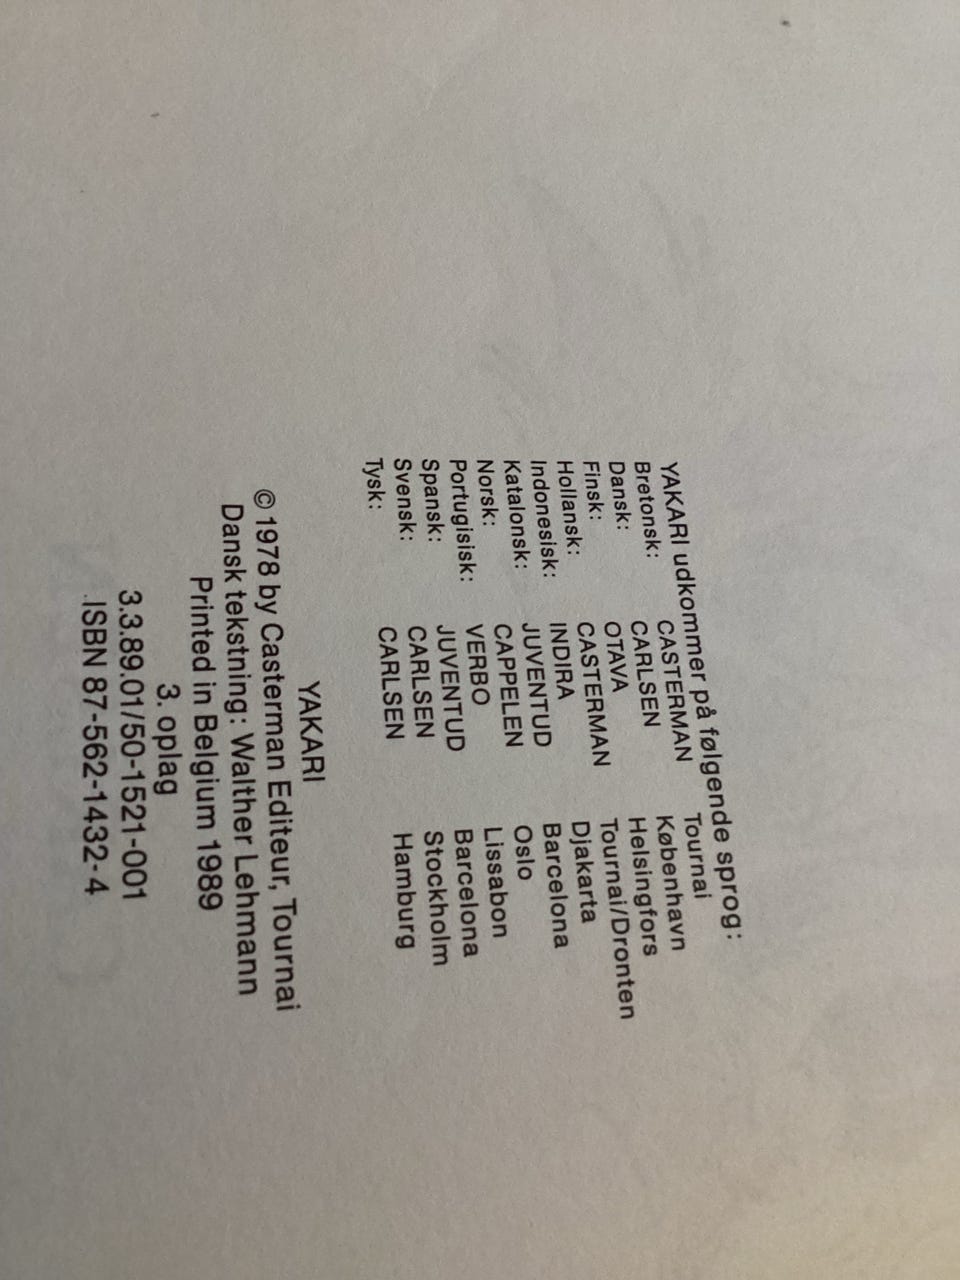 YAKARI udkommer på følgende sprog:
Bretonsk: CASTERMAN Tournai
Dansk: CARLSEN København
Finsk: OTAVA Helsingfors
Hollansk: CASTERMAN Tournai/Dronten
Indonesisk: INDIRA Djakarta
Katalonsk: JUVENTUD Barcelona
Norsk: CAPPELEN Oslo
Portugisisk: VERBO Lissabon
Spansk: JUVENTUD Barcelona
Svensk: CARLSEN Stockholm
Tysk: CARLSEN Hamburg
YAKARI
© 1978 by Casterman Editeur, Tournai
Dansk tekstning: Walther Lehmann
Printed in Belgium 1989
3. oplag
3.3.89.01/50-1521-001
ISBN 87-562-1432-4